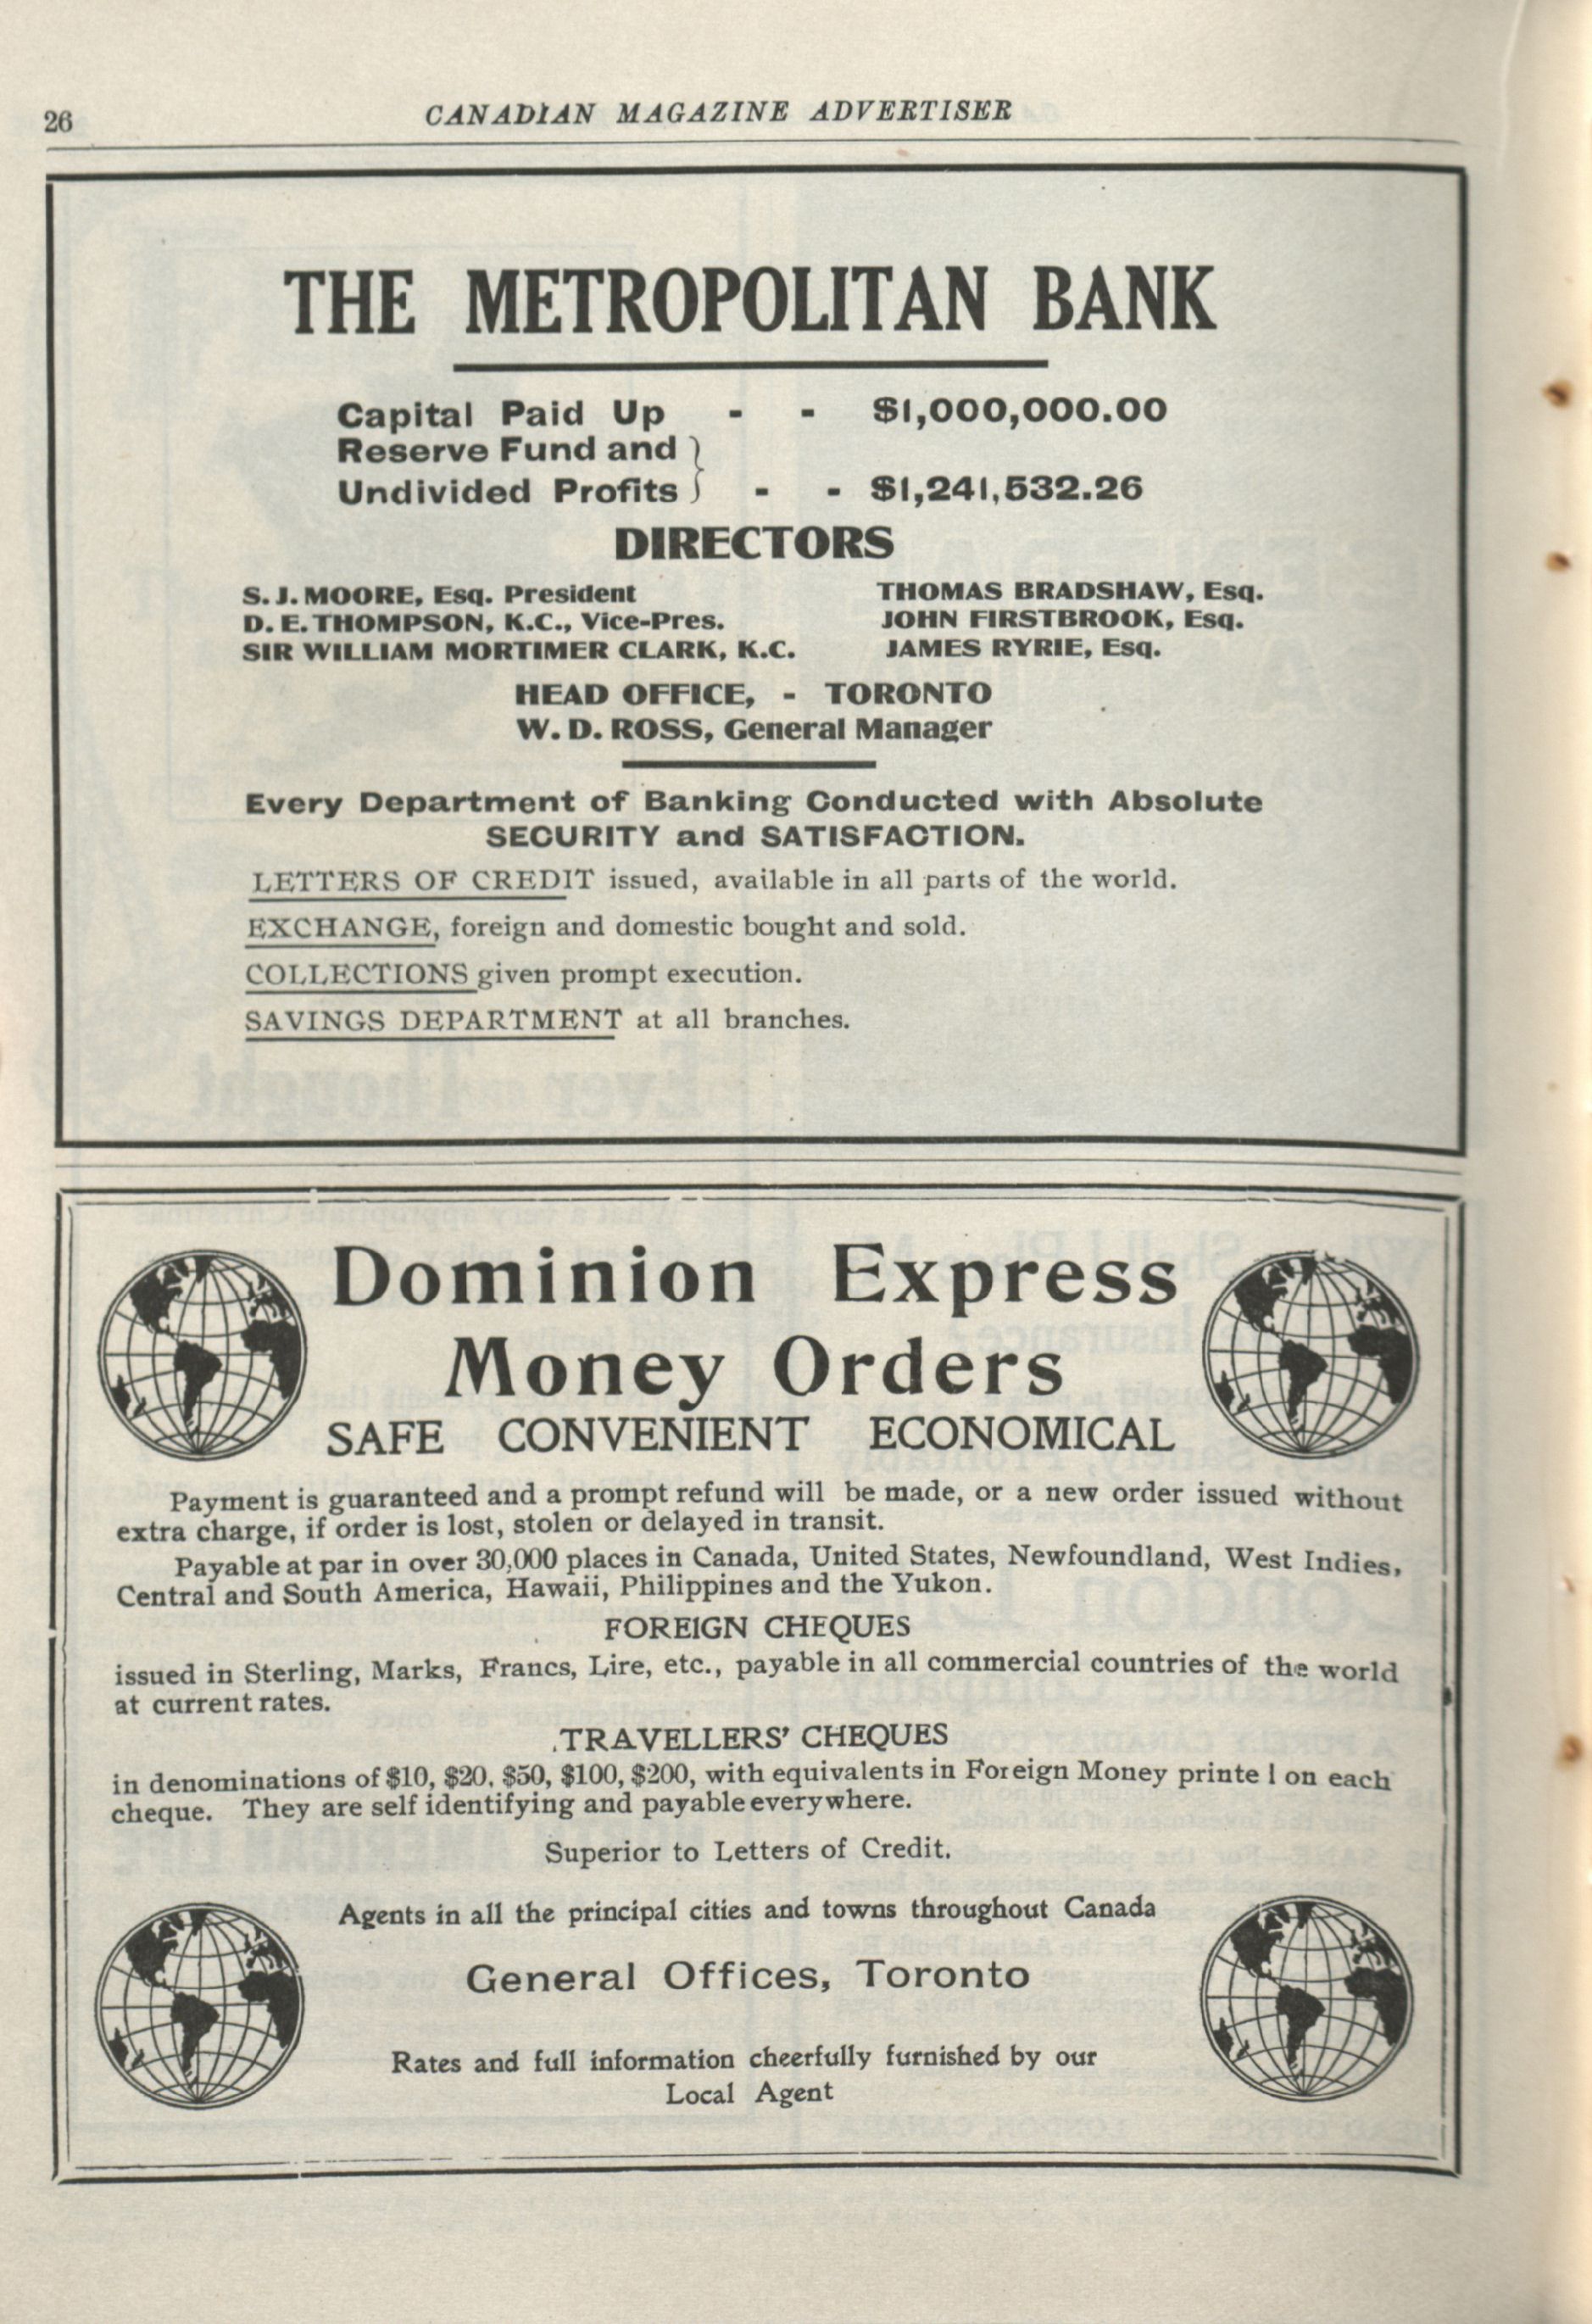 26
CANADIAN MAGAZINE ADVERTISER
THE METROPOLITAN BANK
Capital Paid Up - - $1,000,000.00
Reserve Fund and }
Undivided Profits } - - $1,241,532.26
DIRECTORS
S. J. MOORE, Esq. President
D. E. THOMPSON, K.C., Vice-Pres.
SIR WILLIAM MORTIMER CLARK, K.C.
THOMAS BRADSHAW, Esq.
JOHN FIRSTBROOK, Esq.
JAMES RYRIE, Esq.
HEAD OFFICE, - TORONTO
W. D. ROSS, General Manager
Every Department of Banking Conducted with Absolute
SECURITY and SATISFACTION.
LETTERS OF CREDIT issued, available in all parts of the world.
EXCHANGE, foreign and domestic bought and sold.
COLLECTIONS given prompt execution.
SAVINGS DEPARTMENT at all branches.
Dominion Express
Money Orders
SAFE CONVENIENT ECONOMICAL
Payment is guaranteed and a prompt refund will be made, or a new order issued without
extra charge, if order is lost, stolen or delayed in transit.
Payable at par in over 30,000 places in Canada, United States, Newfoundland, West Indies,
Central and South America, Hawaii, Philippines and the Yukon.
FOREIGN CHEQUES
issued in Sterling, Marks, Francs, Lire, etc., payable in all commercial countries of the world
at current rates.
TRAVELLERS' CHEQUES
in denominations of $10, $20. $50, $100, $200, with equivalents in Foreign Money printe l on each
cheque. They are self identifying and payable everywhere.
Superior to Letters of Credit.
Agents in all the principal cities and towns throughout Canada
General Offices, Toronto
Rates and full information cheerfully furnished by our
Local Agent